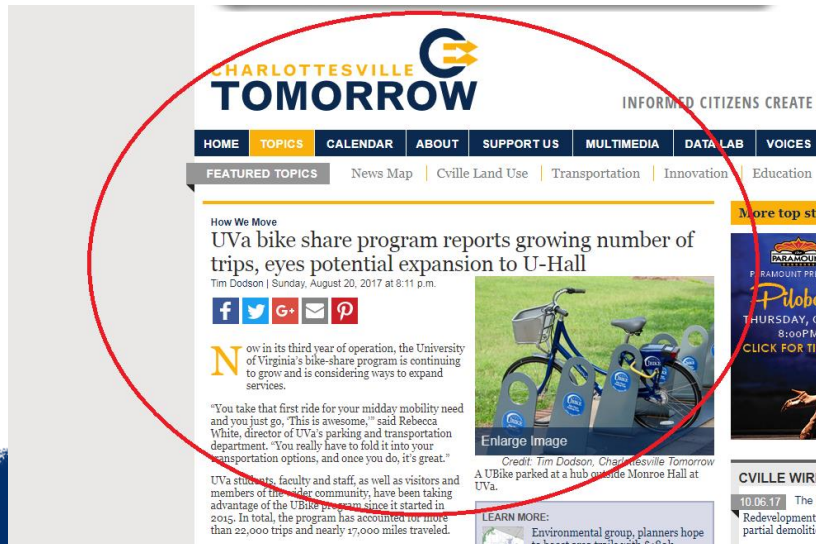 CHARLOTTESVILLE
TOMORROW
INFORMED CITIZENS CREATE
HOME TOPICS CALENDAR ABOUT SUPPORT US MULTIMEDIA DATA LAB VOICES
FEATURED TOPICS News Map Cville Land Use Transportation Innovation Education
More top st
How We Move
UVa bike share program reports growing number of
trips, eyes potential expansion to U-Hall
Tim Dodson | Sunday, August 20, 2017 at 8:11 p.m.
Now in its third year of operation, the University
of Virginia's bike-share program is continuing
to grow and is considering ways to expand
services.
“You take that first ride for your midday mobility need
and you just go, ‘This is awesome,’” said Rebecca
White, director of UVa's parking and transportation
department. “You really have to fold it into your
transportation options, and once you do, it's great.”
UVa students, faculty and staff, as well as visitors and
members of the wider community, have been taking
advantage of the UBike program since it started in
2015. In total, the program has accounted for more
than 22,000 trips and nearly 17,000 miles traveled.
Enlarge Image
Credit: Tim Dodson, Charlottesville Tomorrow
A UBike parked at a hub outside Monroe Hall at
UVa.
LEARN MORE:
Environmental group, planners hope
PARAMOUNT PRE
Pilobo
THURSDAY, O
8:00PM
CLICK FOR TI
CVILLE WIRE
10.06.17 The
Redevelopment
partial demoliti